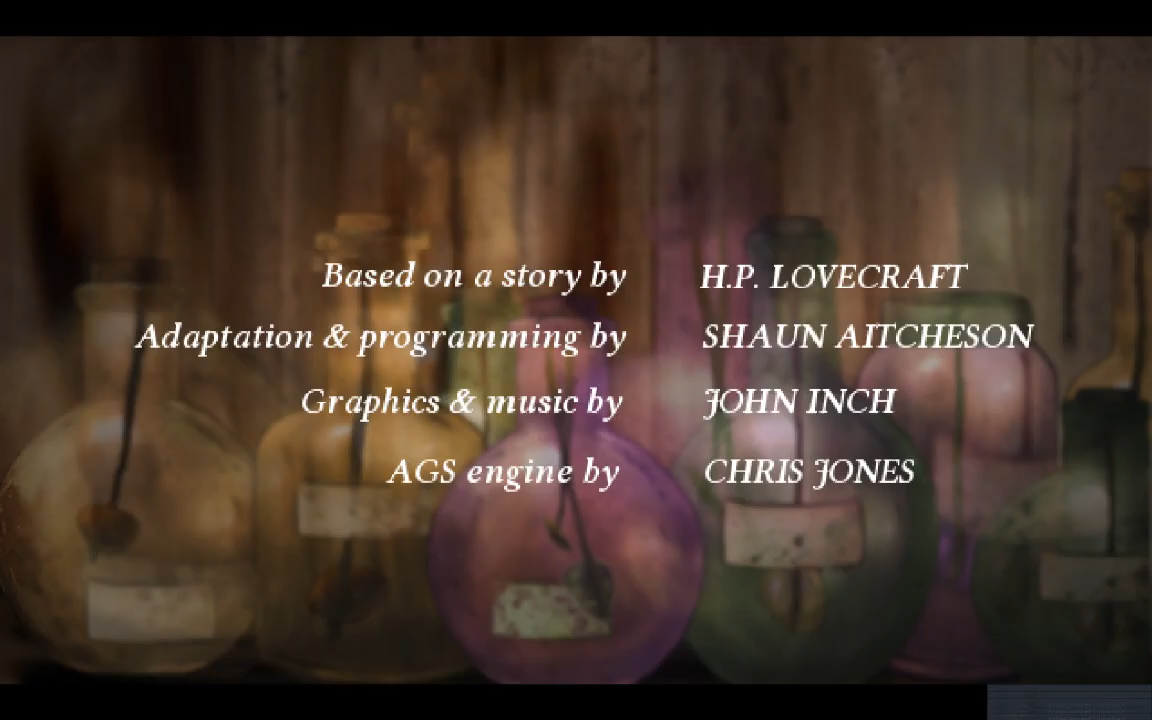 Based on a story by H.P. LOVECRAFT
Adaptation & programming by SHAUN AITCHESON
Graphics & music by JOHN INCH
AGS engine by CHRIS JONES